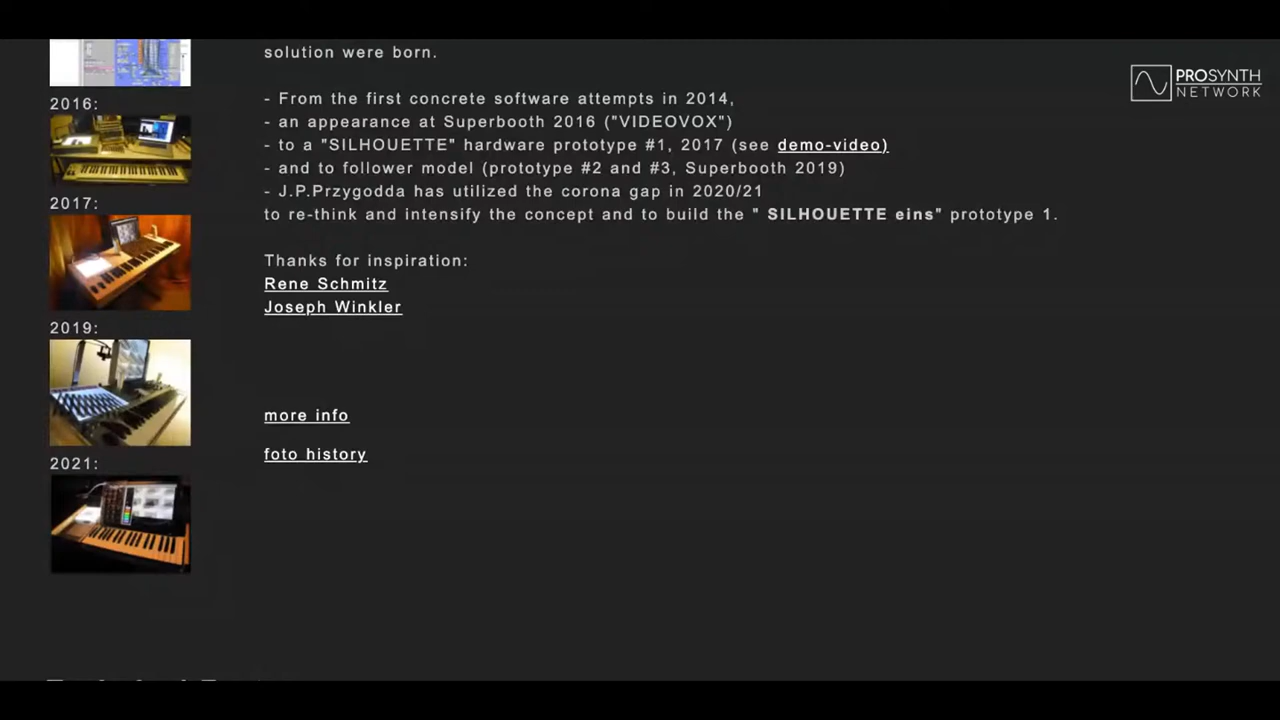 solution were born.
PROSYNTH
NETWORK
2016:
- From the first concrete software attempts in 2014,
- an appearance at Superbooth 2016 ("VIDEOVOX")
- to a "SILHOUETTE" hardware prototype #1, 2017 (see demo-video)
- and to follower model (prototype #2 and #3, Superbooth 2019)
- J.P.Przygodda has utilized the corona gap in 2020/21
to re-think and intensify the concept and to build the " SILHOUETTE eins" prototype 1.
2017:
Thanks for inspiration:
Rene Schmitz
Joseph Winkler
2019:
more info
foto history
2021: